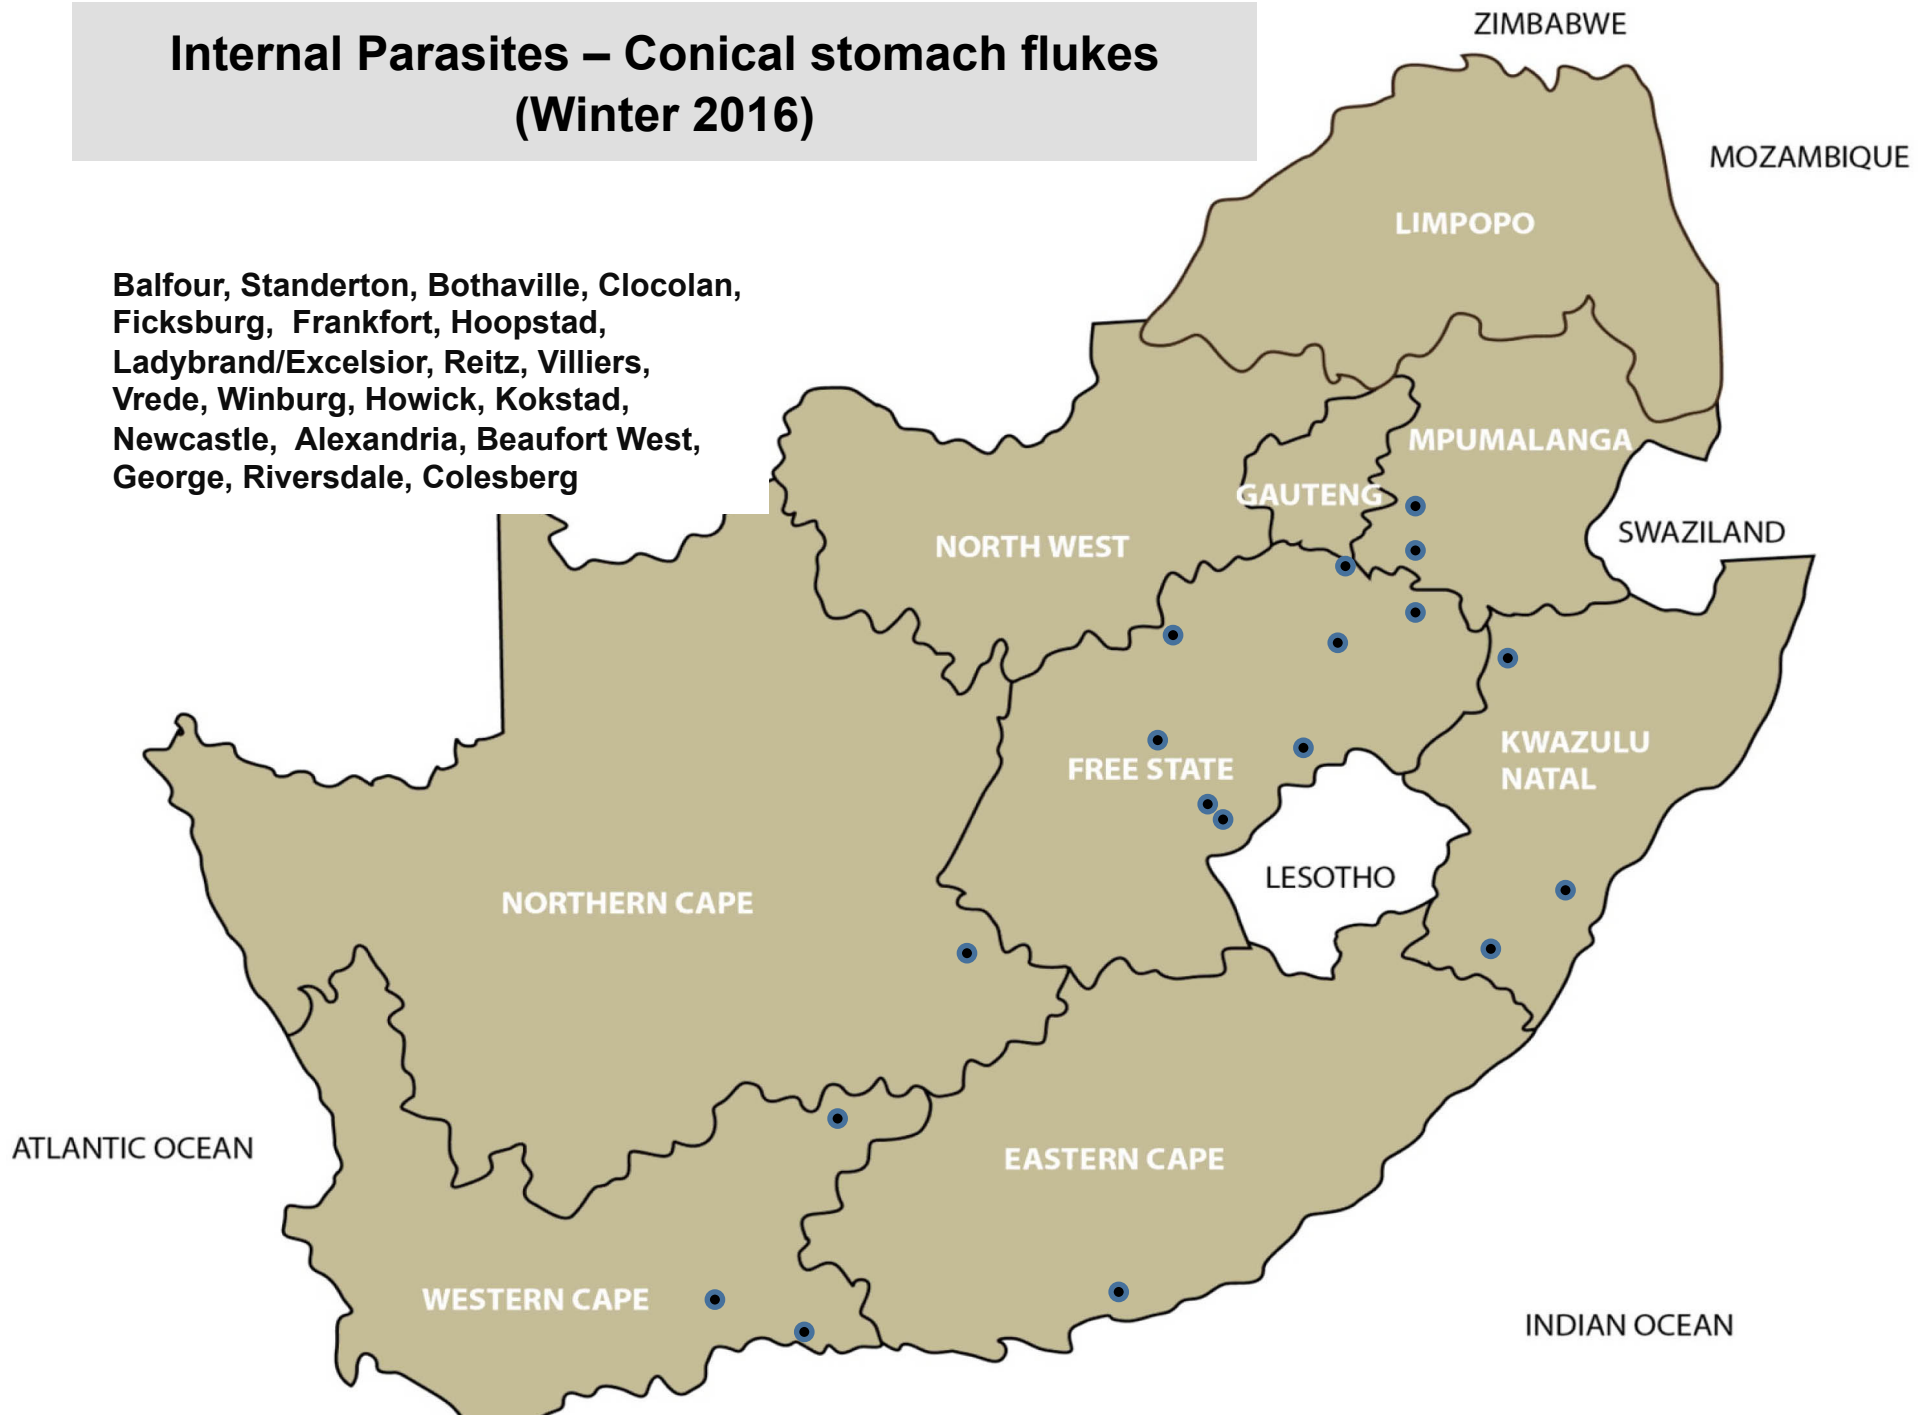 Internal Parasites – Conical stomach flukes
(Winter 2016)
ZIMBABWE
MOZAMBIQUE
LIMPOPO
Balfour, Standerton, Bothaville, Clocolan,
Ficksburg, Frankfort, Hoopstad,
Ladybrand/Excelsior, Reitz, Villiers,
Vrede, Winburg, Howick, Kokstad,
Newcastle, Alexandria, Beaufort West,
George, Riversdale, Colesberg
MPUMALANGA
GAUTENG
SWAZILAND
NORTH WEST
KWAZULU
NATAL
FREE STATE
LESOTHO
NORTHERN CAPE
ATLANTIC OCEAN
EASTERN CAPE
WESTERN CAPE
INDIAN OCEAN